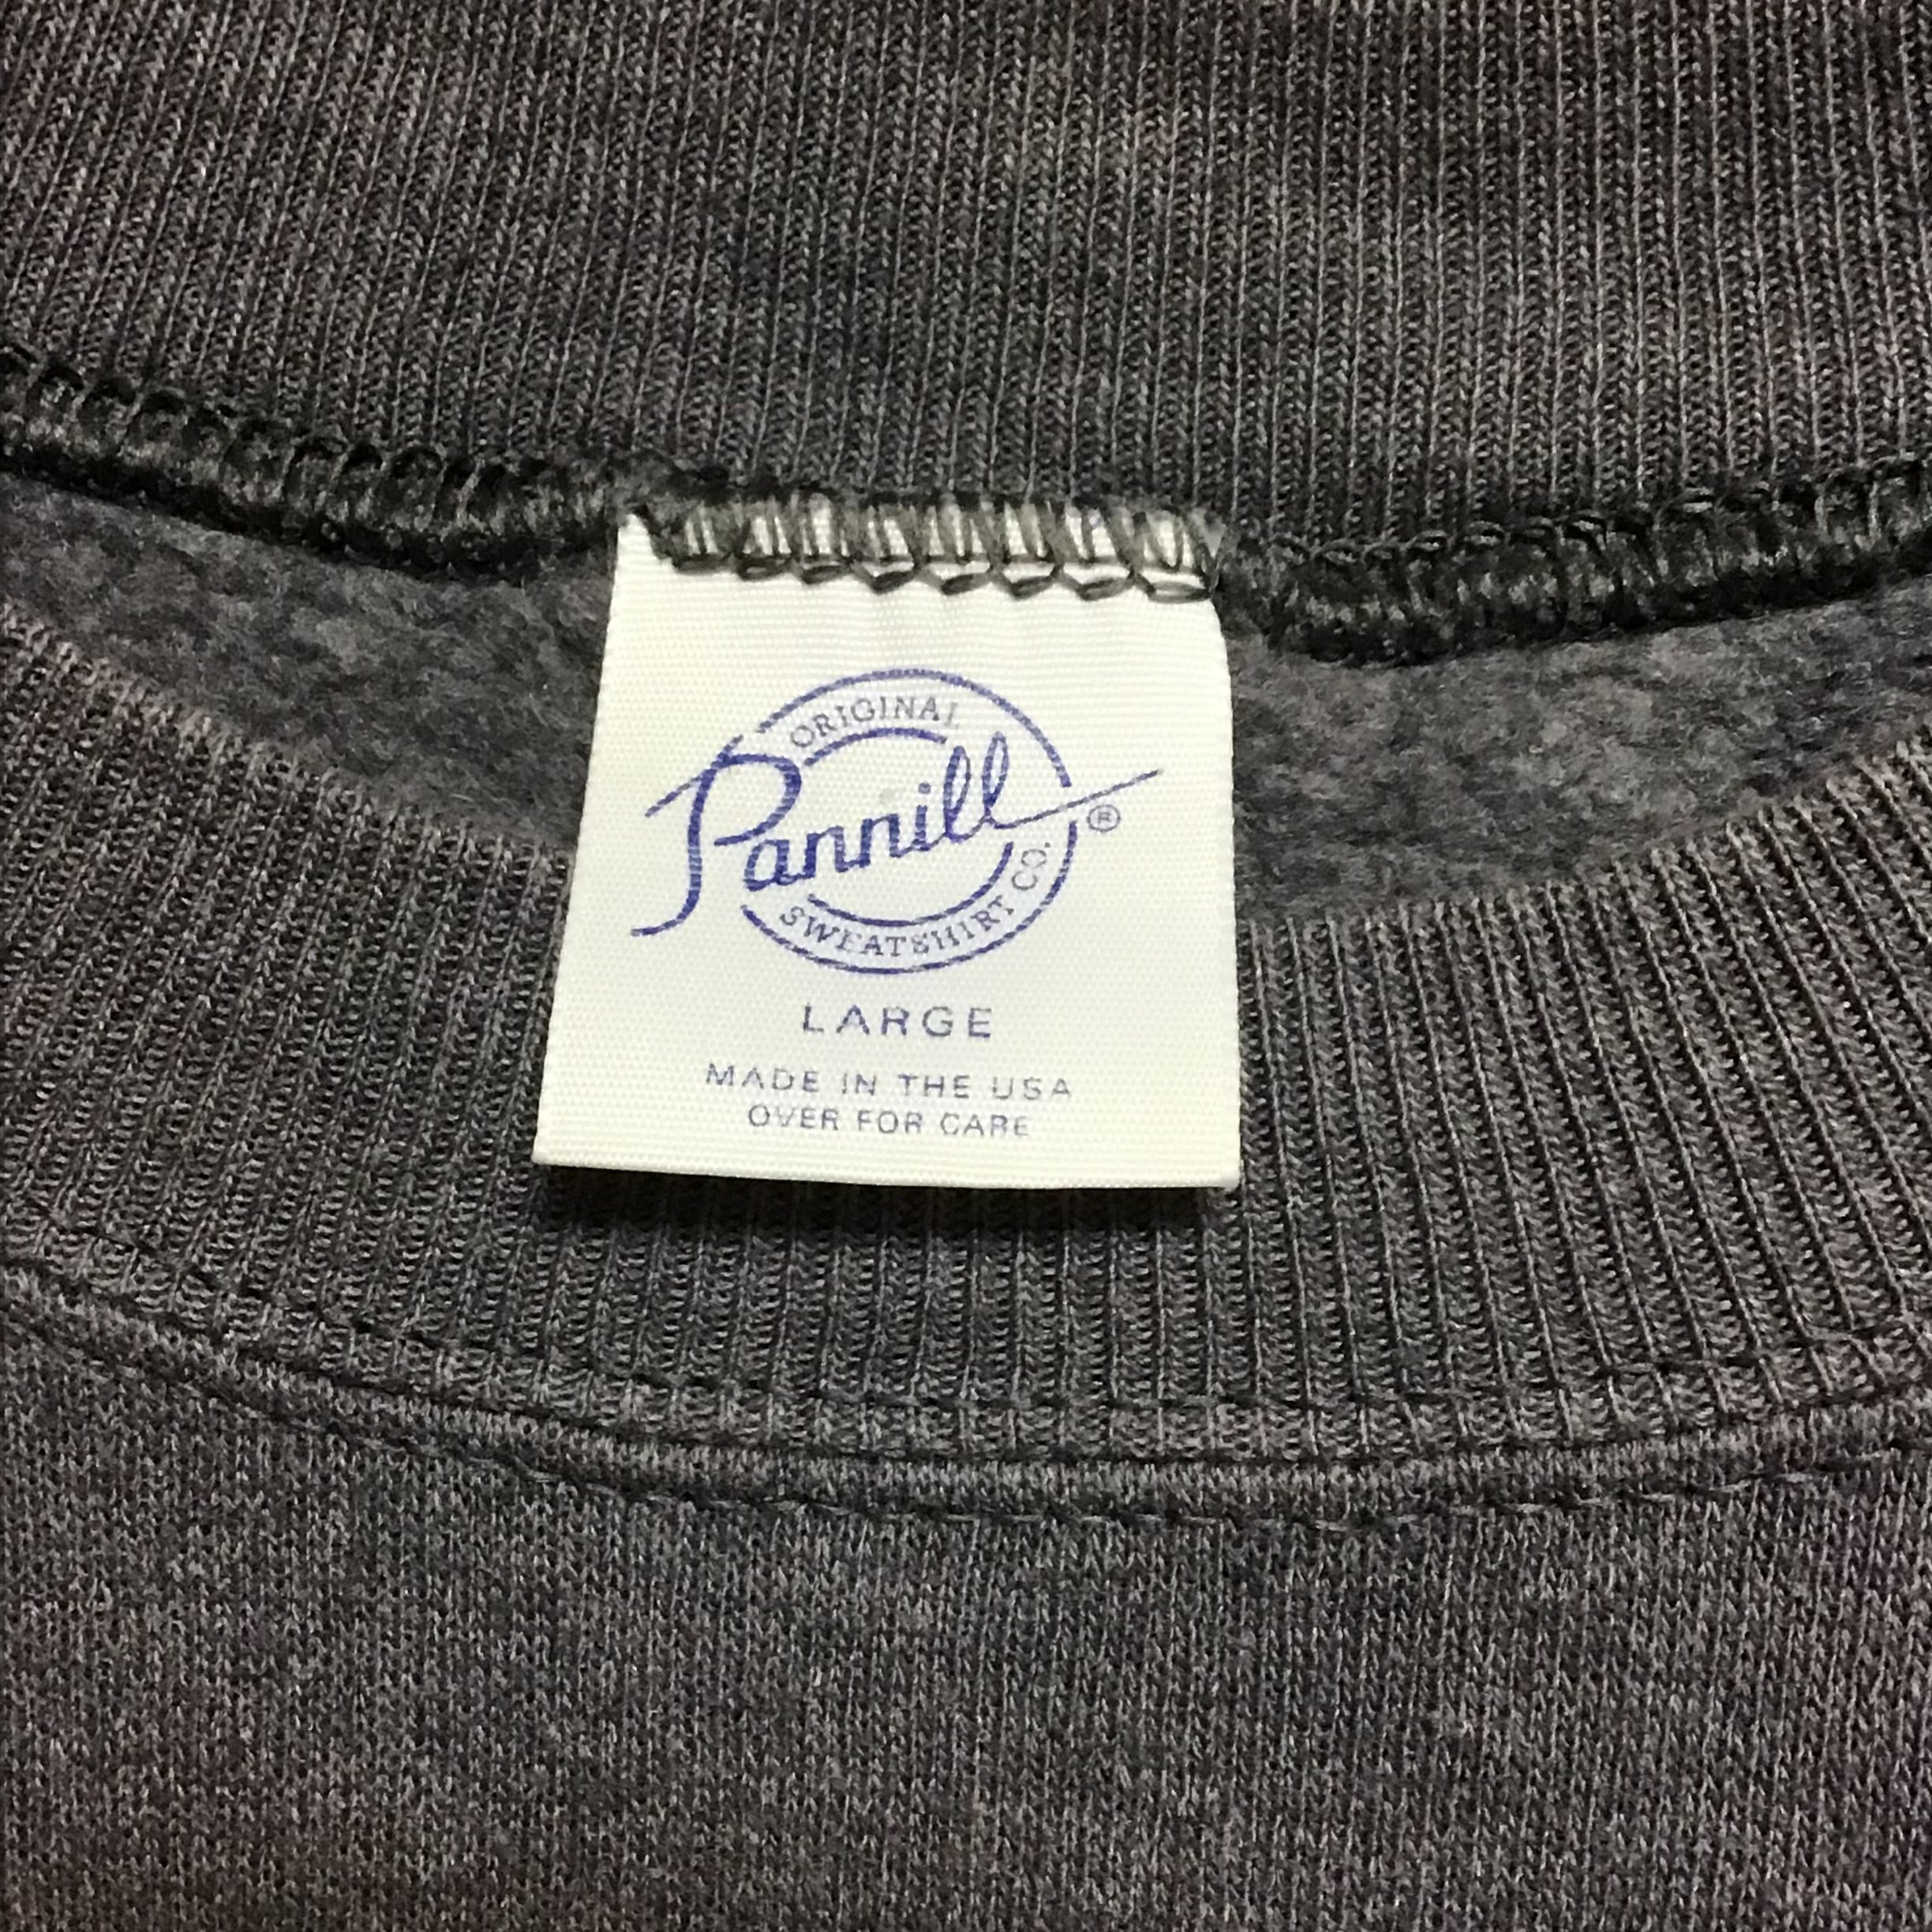 ORIGINAL
Pannill ®
SWEATSHIRT CO.
LARGE
MADE IN THE USA
OVER FOR CARE